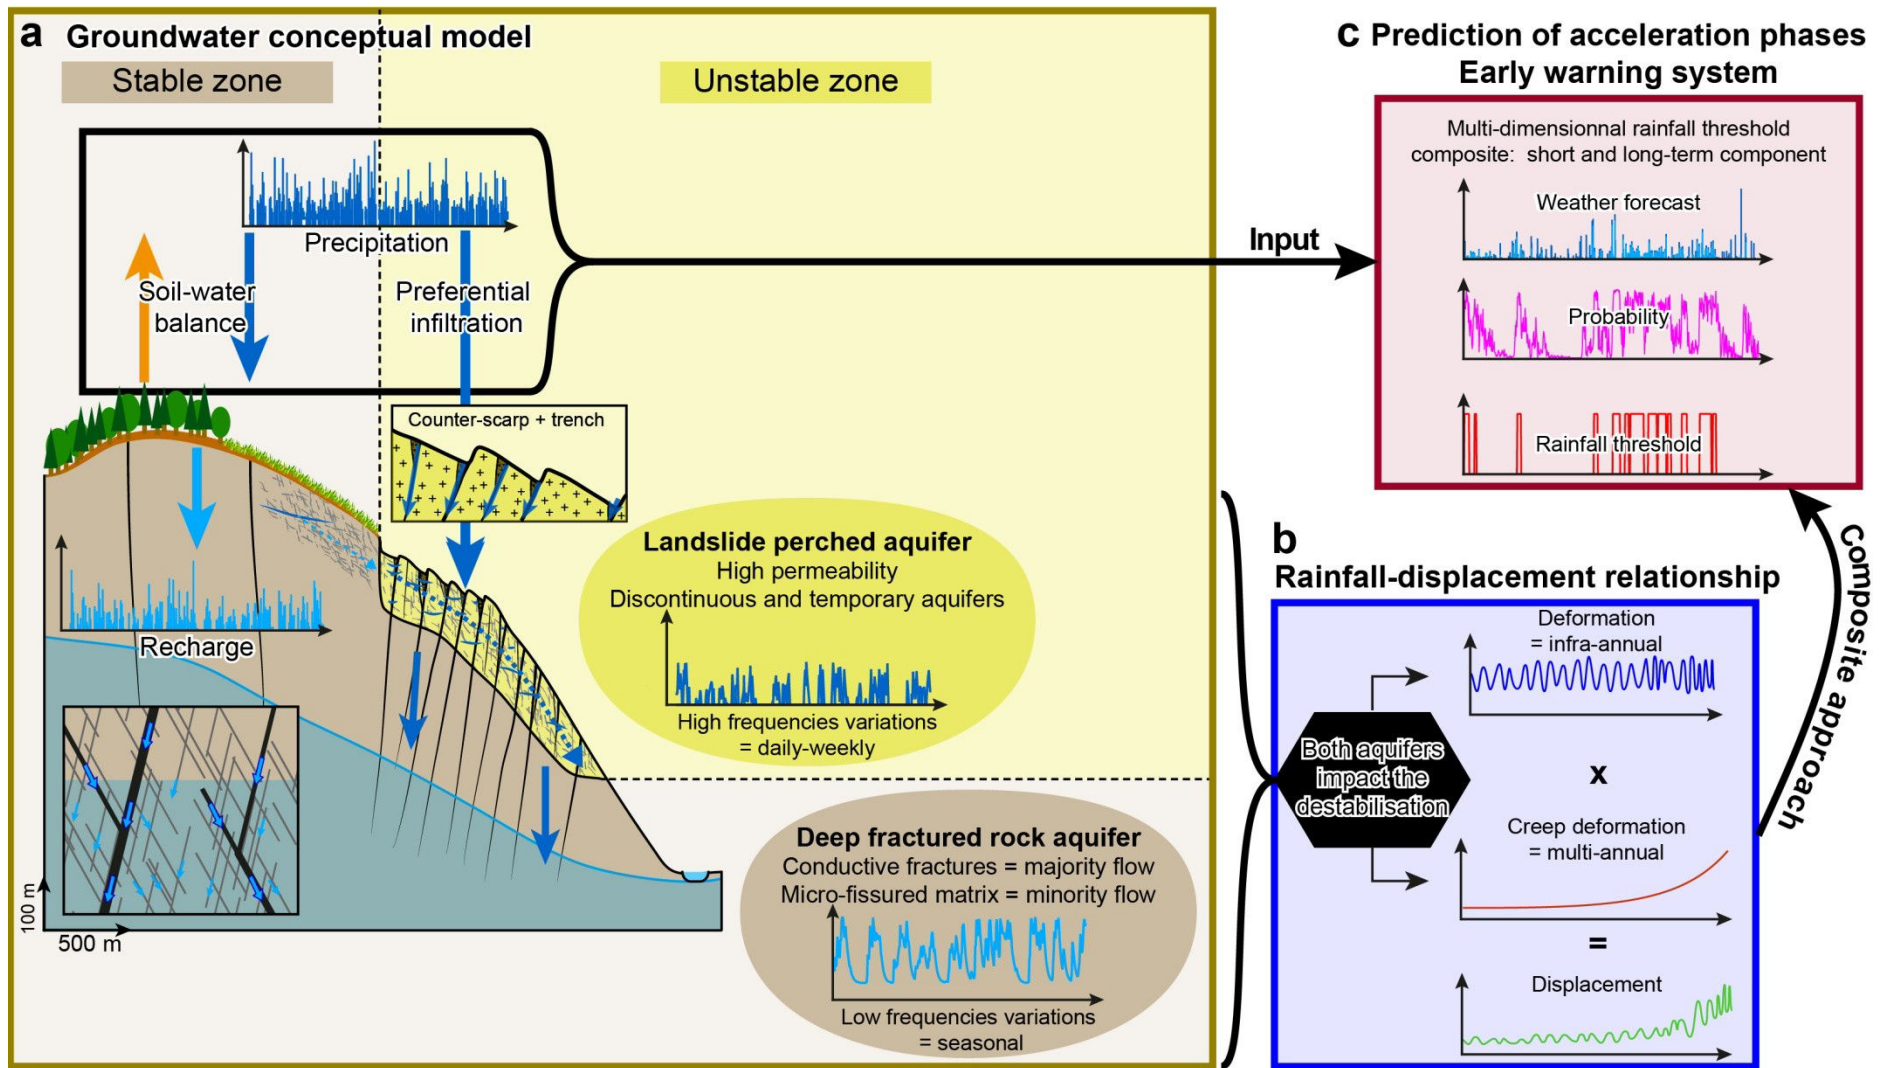 a Groundwater conceptual model
Stable zone
Unstable zone
Precipitation
Soil-water
balance
Preferential
infiltration
Counter-scarp + trench
Recharge
Landslide perched aquifer
High permeability
Discontinuous and temporary aquifers
High frequencies variations
= daily-weekly
Deep fractured rock aquifer
Conductive fractures = majority flow
Micro-fissured matrix = minority flow
Low frequencies variations
= seasonal
100 m
500 m
Input
c Prediction of acceleration phases
Early warning system
Multi-dimensionnal rainfall threshold
composite: short and long-term component
Weather forecast
Probability
Rainfall threshold
b
Rainfall-displacement relationship
Both aquifers
impact the
destabilisation
Deformation
= infra-annual
x
Creep deformation
= multi-annual
=
Displacement
Composite approach